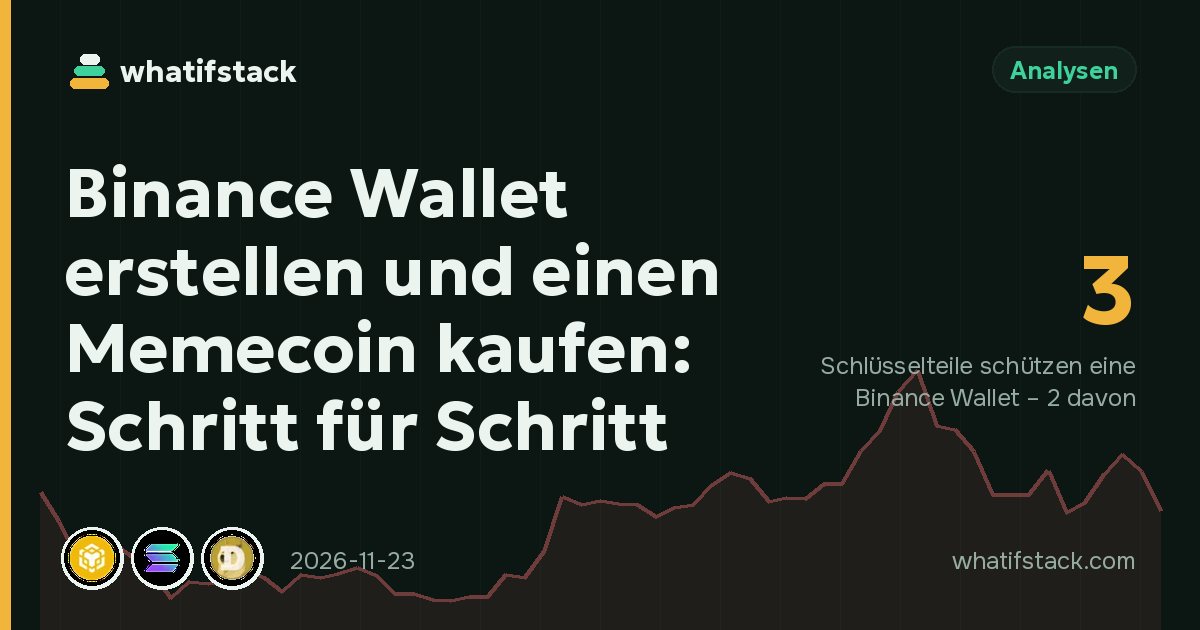 whatifstack
Analysen
Binance Wallet
erstellen und einen
Memecoin kaufen:
Schritt für Schritt
3
Schlüsselteile schützen eine
Binance Wallet – 2 davon
2026-11-23
whatifstack.com